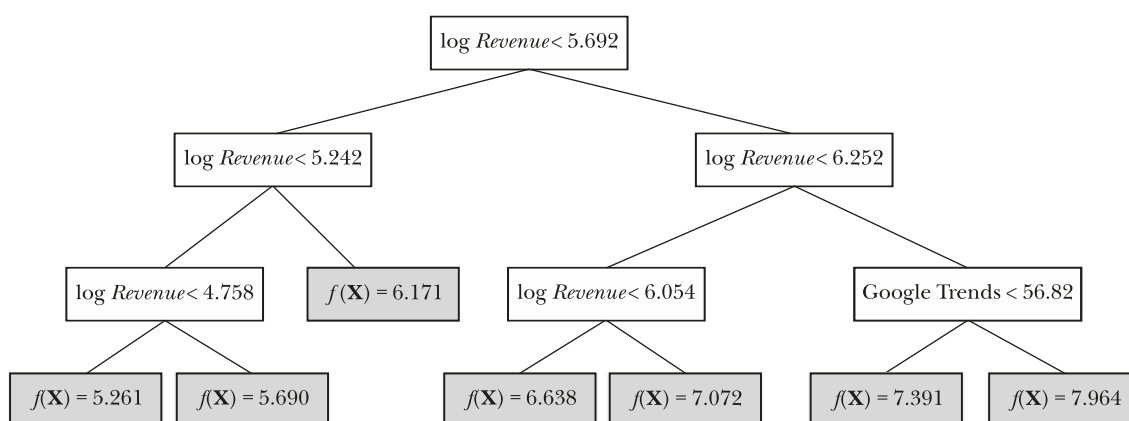 log Revenue< 5.692
log Revenue< 5.242
log Revenue< 6.252
log Revenue< 4.758
f (X) = 6.171
log Revenue< 6.054
Google Trends < 56.82
f(X) = 5.261
f(X) = 5.690
f(X) = 6.638
f(X) = 7.072
f(X) = 7.391
f(X) = 7.964